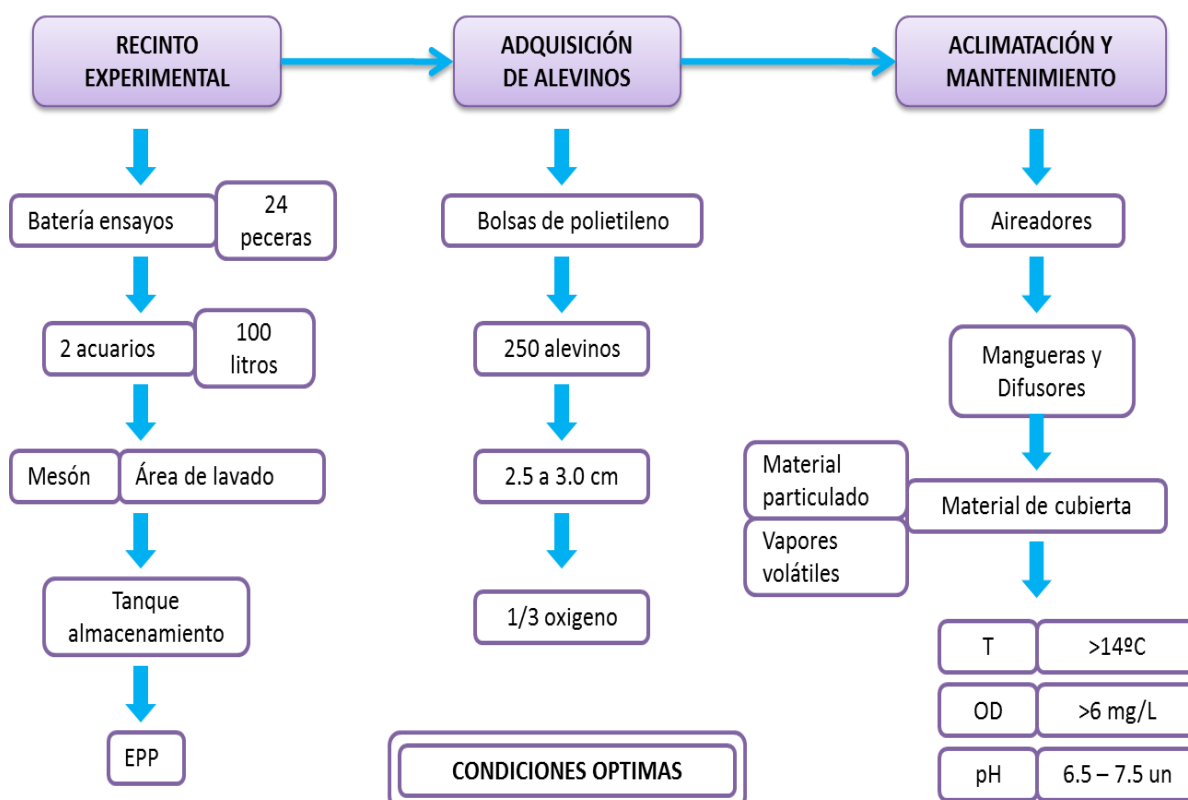 RECINTO
EXPERIMENTAL
ADQUISICIÓN
DE ALEVINOS
ACLIMATACIÓN Y
MANTENIMIENTO
Batería ensayos
24
peceras
2 acuarios
100
litros
Mesón
Área de lavado
Tanque
almacenamiento
EPP
Bolsas de polietileno
250 alevinos
2.5 a 3.0 cm
1/3 oxigeno
CONDICIONES OPTIMAS
Aireadores
Mangueras y
Difusores
Material
particulado
Vapores
volátiles
Material de cubierta
T
>14ºC
OD
>6 mg/L
pH
6.5 – 7.5 un